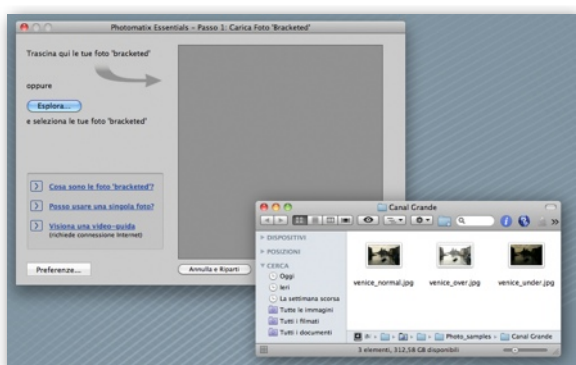 Photomatix Essentials - Passo 1: Carica Foto 'Bracketed'
Trascina qui le tue foto 'bracketed'
oppure
Esplora...
e seleziona le tue foto 'bracketed'
Cosa sono le foto 'bracketed'?
Posso usare una singola foto?
Visiona una video-guida
(richiede connessione Internet)
Preferenze...
Annulla e Riparti
Canal Grande
DISPOSITIVI
POSIZIONI
CERCA
Oggi
Ieri
La settimana scorsa
Tutte le immagini
Tutti i filmati
Tutti i documenti
venice_normal.jpg
venice_over.jpg
venice_under.jpg
Photo_samples
Canal Grande
3 elementi, 312,58 GB disponibili